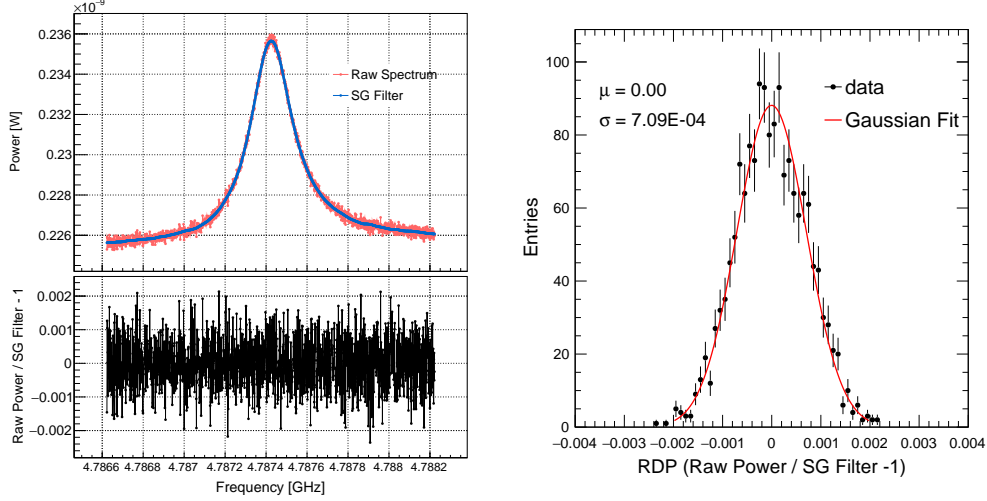 ×10⁻⁹
0.236
0.234
0.232
0.23
0.228
0.226
Power [W]
Raw Spectrum
SG Filter
0.002
0.001
0
−0.001
−0.002
Raw Power / SG Filter - 1
4.7866 4.7868 4.787 4.7872 4.7874 4.7876 4.7878 4.788 4.7882
Frequency [GHz]
100
80
60
40
20
0
Entries
μ = 0.00
σ = 7.09E-04
data
Gaussian Fit
−0.004 −0.003 −0.002 −0.001 0 0.001 0.002 0.003 0.004
RDP (Raw Power / SG Filter -1)